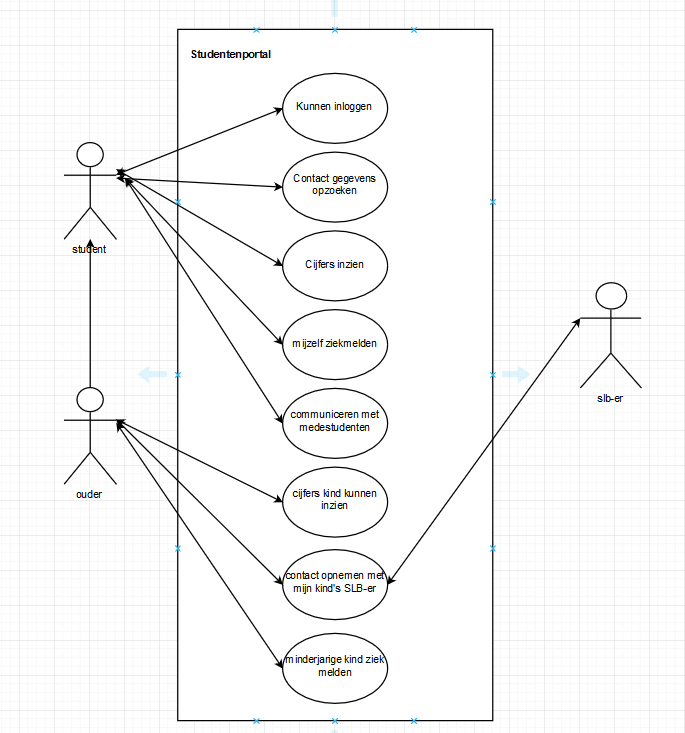 Studentenportal
Kunnen inloggen
Contact gegevens
opzoeken
student
Cijfers inzien
mijzelf ziekmelden
slb-er
communiceren met
medestudenten
ouder
cijfers kind kunnen
inzien
contact opnemen met
mijn kind's SLB-er
minderjarige kind ziek
melden